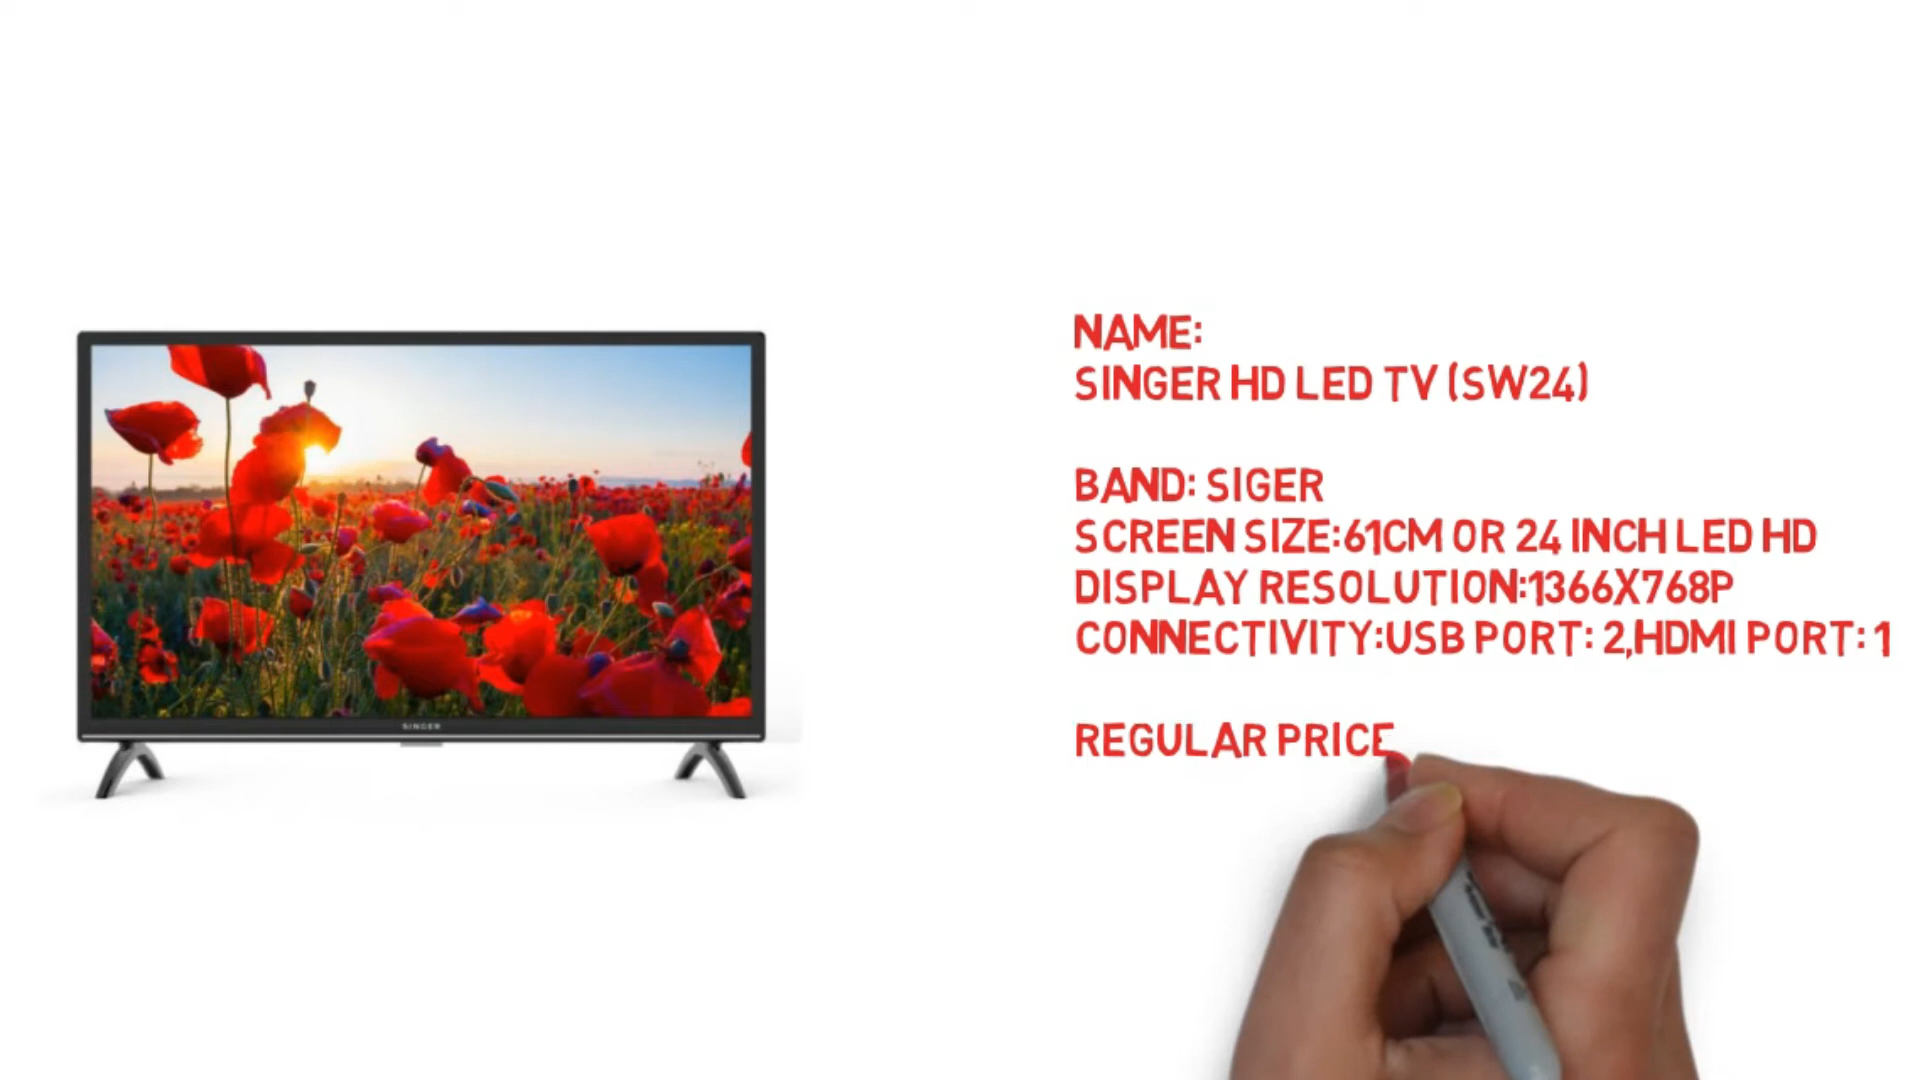 SINGER
NAME:
SINGER HD LED TV (SW24)
BAND: SIGER
SCREEN SIZE:61CM OR 24 INCH LED HD
DISPLAY RESOLUTION:1366X768P
CONNECTIVITY:USB PORT: 2,HDMI PORT: 1
REGULAR PRICE